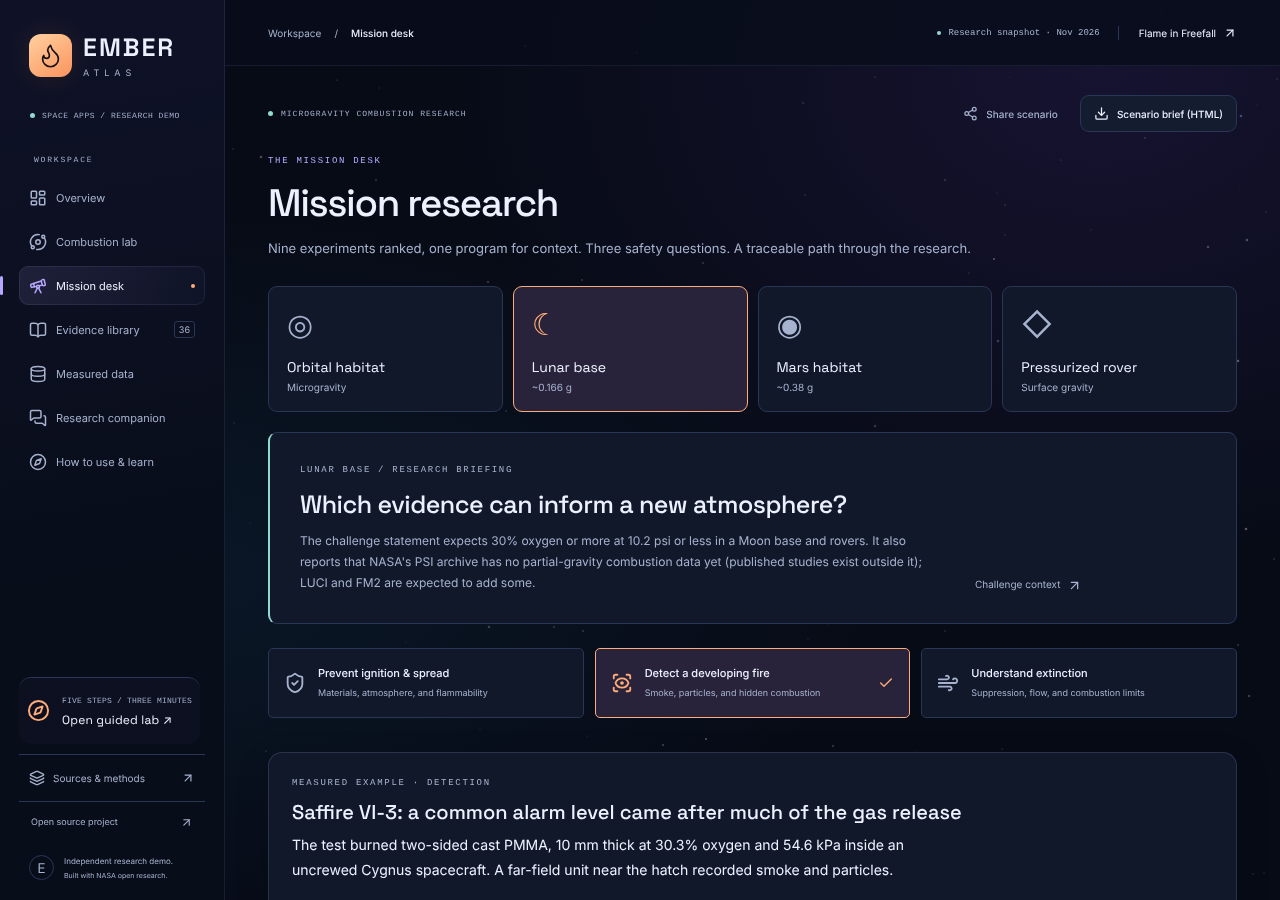 EMBER
ATLAS
SPACE APPS / RESEARCH DEMO
WORKSPACE
Overview
Combustion lab
Mission desk
Evidence library 36
Measured data
Research companion
How to use & learn
FIVE STEPS / THREE MINUTES
Open guided lab
Sources & methods
Open source project
E
Independent research demo.
Built with NASA open research.
Workspace / Mission desk
Research snapshot · Nov 2026
Flame in Freefall
MICROGRAVITY COMBUSTION RESEARCH
Share scenario
Scenario brief (HTML)
THE MISSION DESK
Mission research
Nine experiments ranked, one program for context. Three safety questions. A traceable path through the research.
Orbital habitat
Microgravity
Lunar base
~0.166 g
Mars habitat
~0.38 g
Pressurized rover
Surface gravity
LUNAR BASE / RESEARCH BRIEFING
Which evidence can inform a new atmosphere?
The challenge statement expects 30% oxygen or more at 10.2 psi or less in a Moon base and rovers. It also
reports that NASA's PSI archive has no partial-gravity combustion data yet (published studies exist outside it);
LUCI and FM2 are expected to add some.
Challenge context
Prevent ignition & spread
Materials, atmosphere, and flammability
Detect a developing fire
Smoke, particles, and hidden combustion
Understand extinction
Suppression, flow, and combustion limits
MEASURED EXAMPLE · DETECTION
Saffire VI-3: a common alarm level came after much of the gas release
The test burned two-sided cast PMMA, 10 mm thick at 30.3% oxygen and 54.6 kPa inside an
uncrewed Cygnus spacecraft. A far-field unit near the hatch recorded smoke and particles.